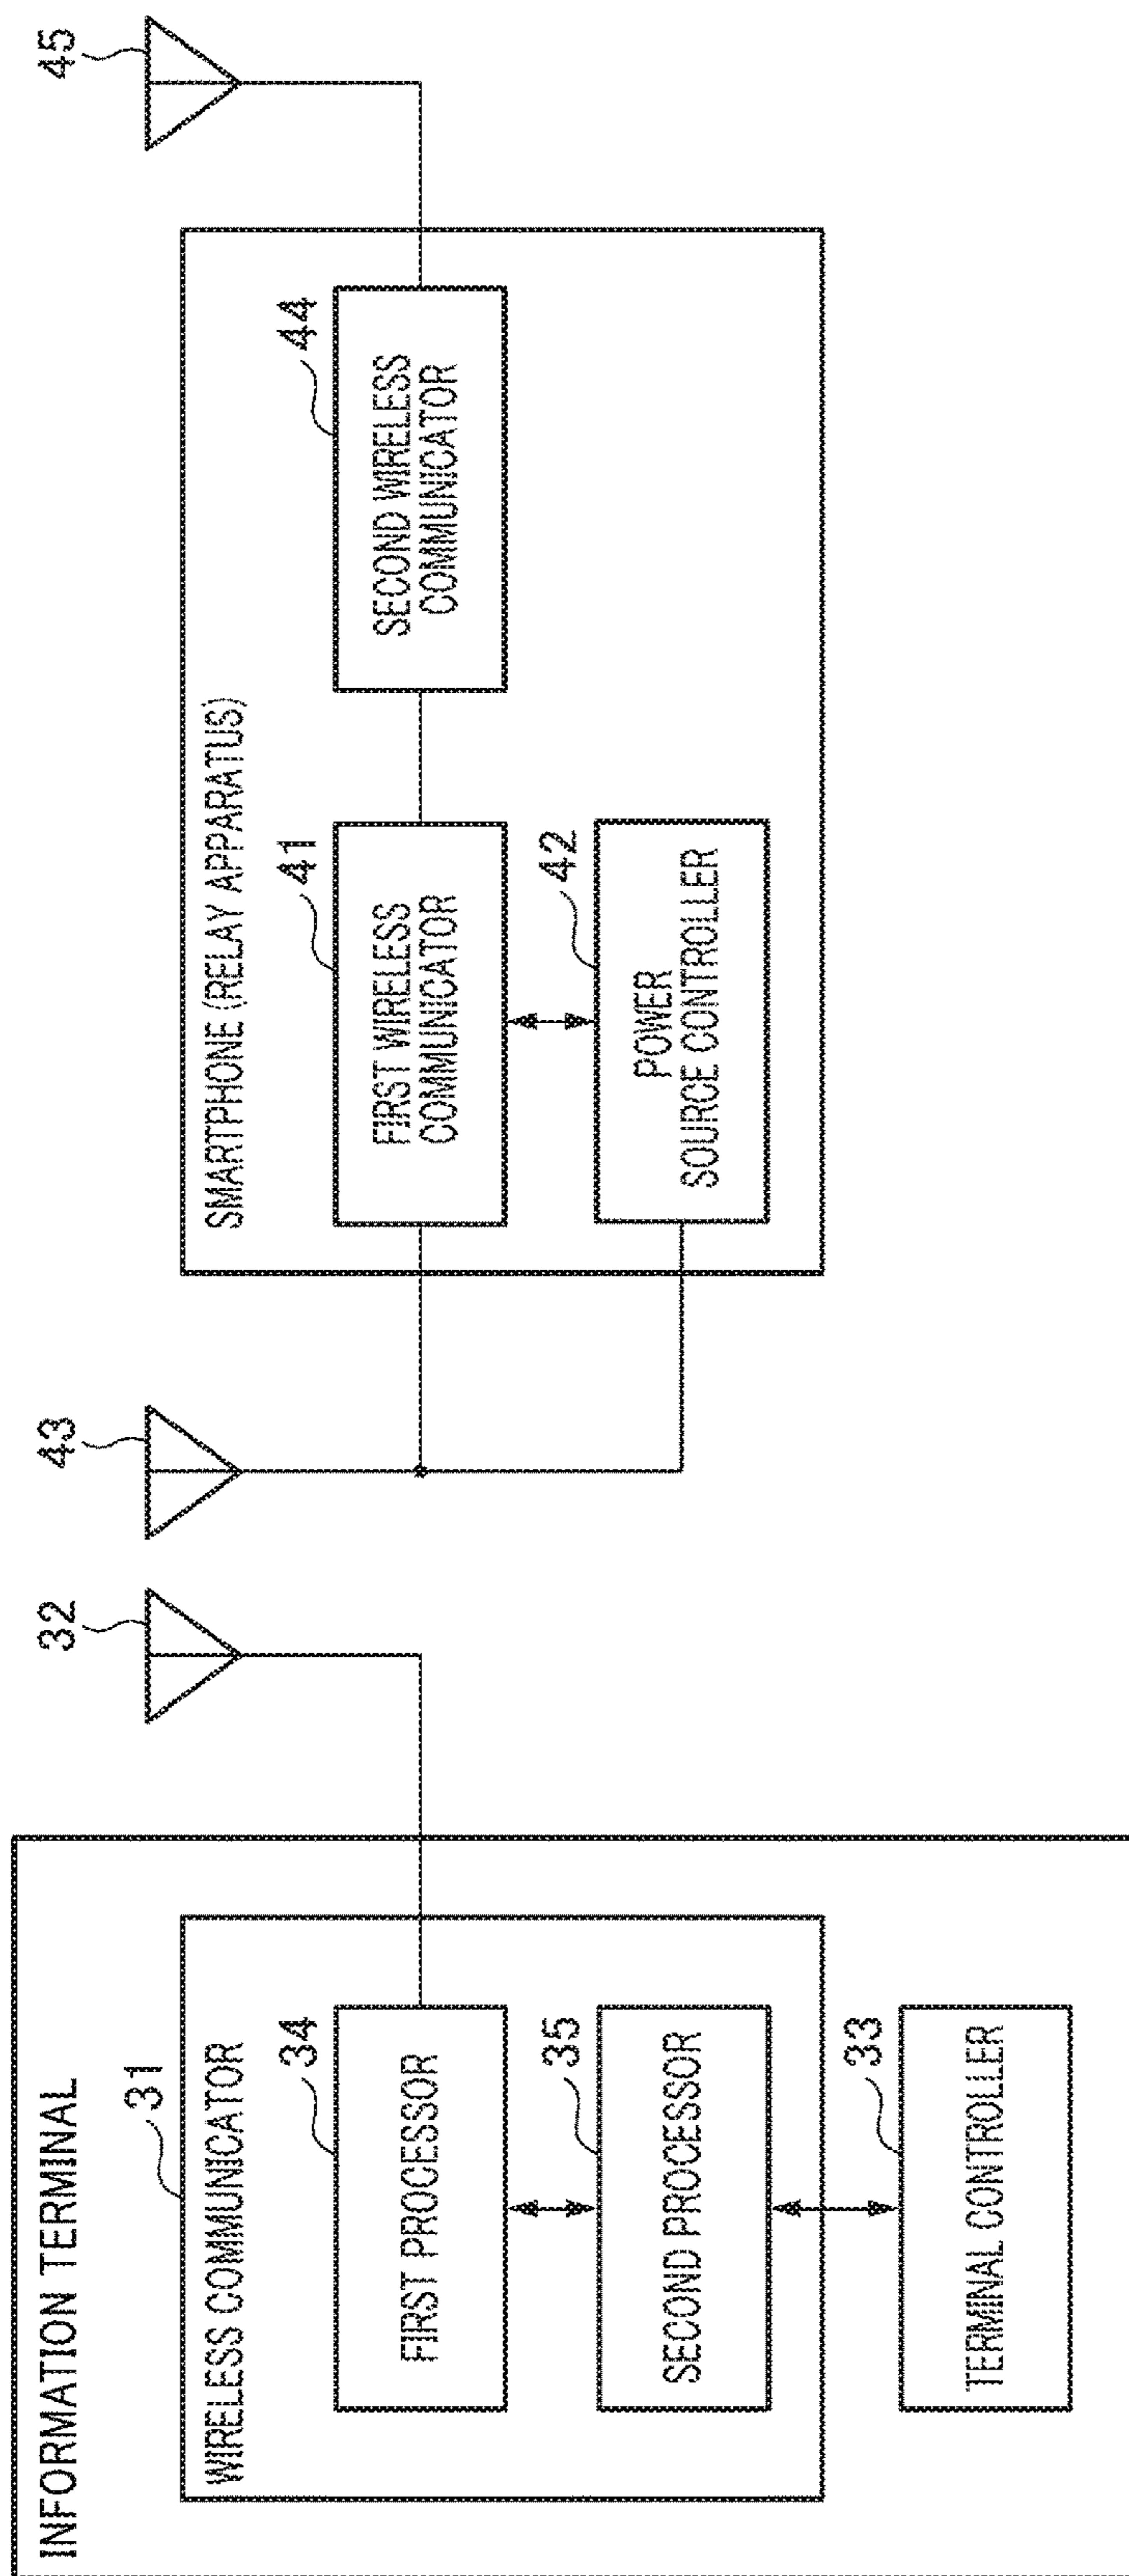 INFORMATION TERMINAL
31
WIRELESS COMMUNICATOR
34
FIRST PROCESSOR
35
SECOND PROCESSOR
33
TERMINAL CONTROLLER
32
43
SMARTPHONE (RELAY APPARATUS)
41
FIRST WIRELESS
COMMUNICATOR
42
POWER
SOURCE CONTROLLER
44
SECOND WIRELESS
COMMUNICATOR
45